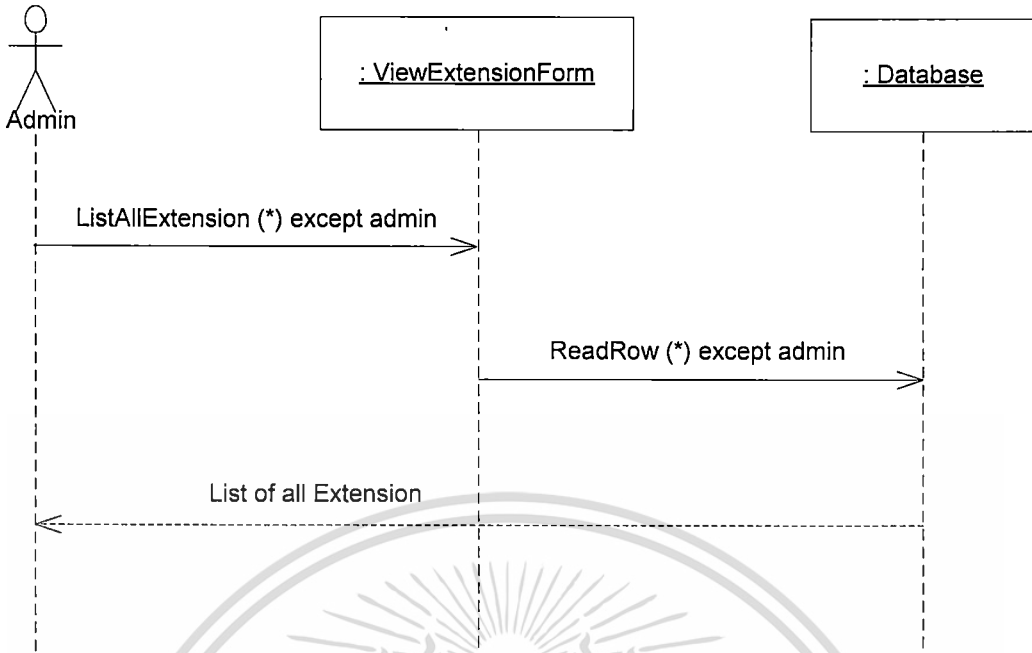 : ViewExtensionForm
: Database
Admin
ListAllExtension (*) except admin
ReadRow (*) except admin
List of all Extension